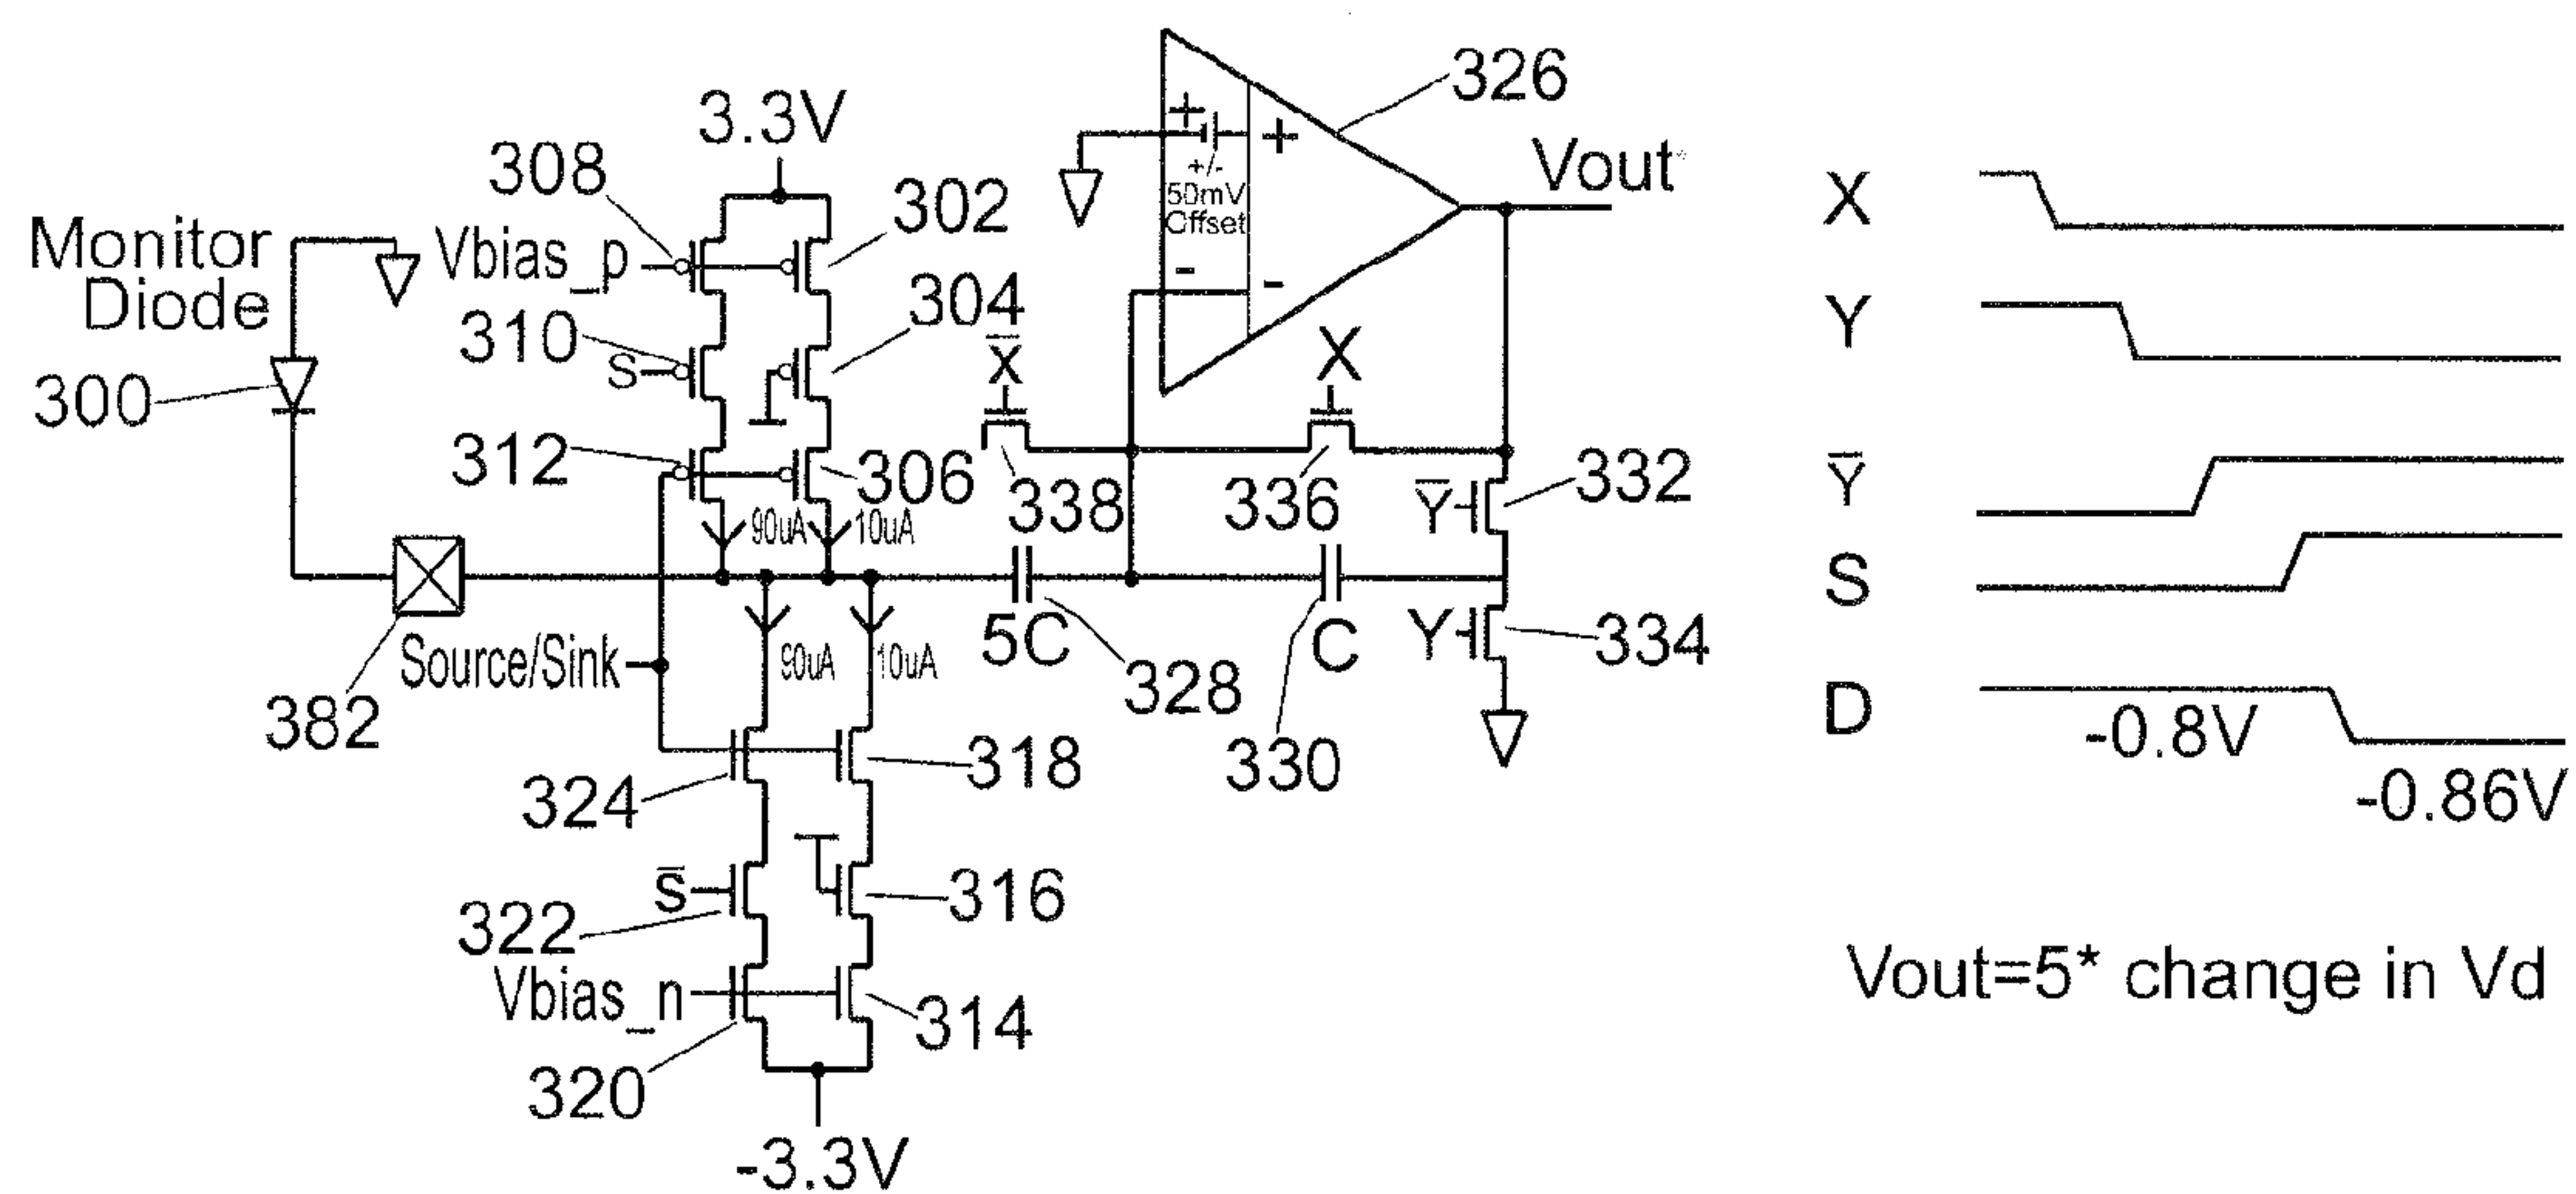 3.3V
308
302
Monitor
Diode
Vbias_p
304
310
S
300
312
306
90uA
10uA
382
Source/Sink
90uA
10uA
324
318
S̅
322
316
Vbias_n
314
320
-3.3V
326
+
+
+/-
50mV
Offset
-
-
Vout
X̅
X
338
336
Y̅
332
5C
328
C
330
Y
334
X
Y
Y̅
S
D
-0.8V
-0.86V
Vout=5* change in Vd